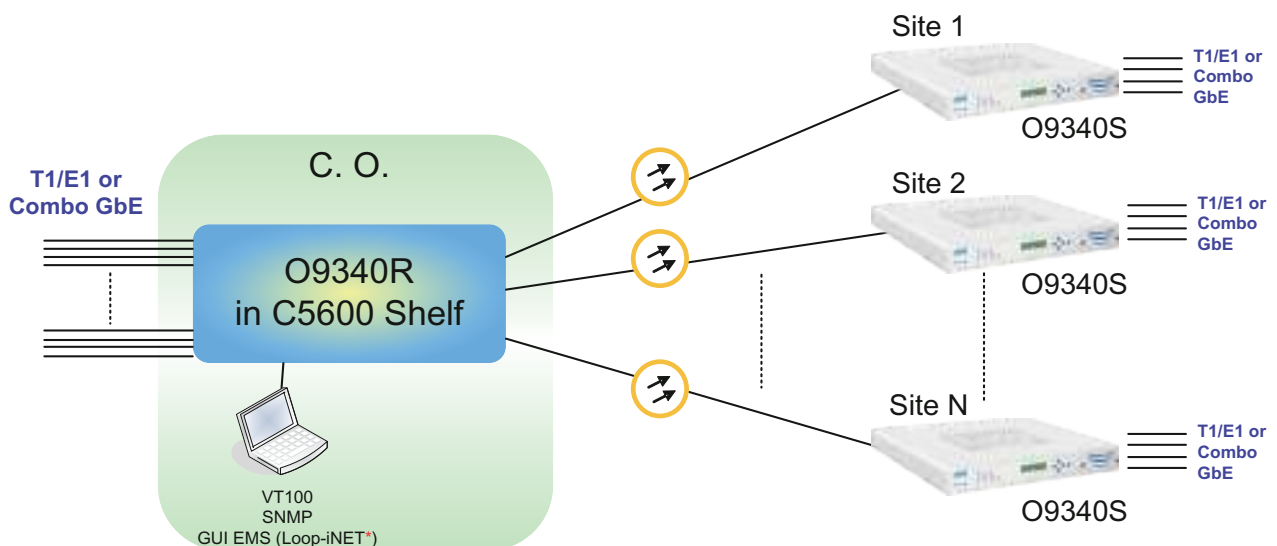 C. O.
T1/E1 or
Combo GbE
O9340R
in C5600 Shelf
VT100
SNMP
GUI EMS (Loop-iNET*)
Site 1
T1/E1 or
Combo
GbE
O9340S
Site 2
T1/E1 or
Combo
GbE
O9340S
Site N
T1/E1 or
Combo
GbE
O9340S